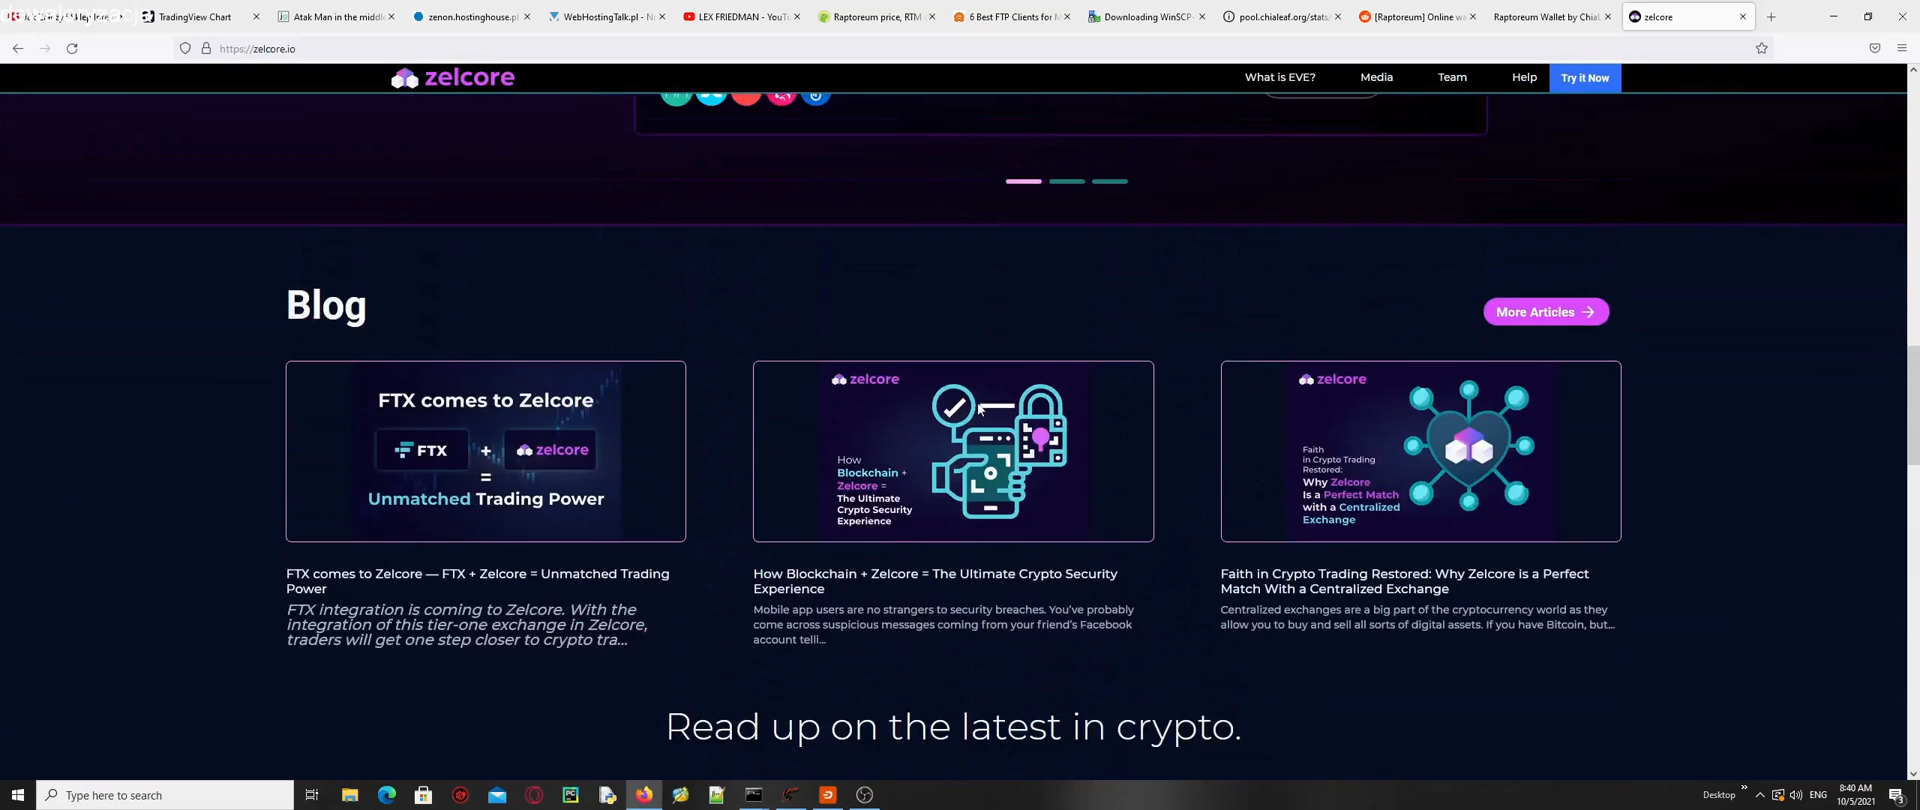 TradingView Chart
Atak Man in the middle
zenon.hostinghouse.pl
WebHostingTalk.pl - N
LEX FRIEDMAN - YouTu
Raptoreum price, RTM
6 Best FTP Clients for M
Downloading WinSCP-
pool.chialeaf.org/stats
[Raptoreum] Online wa
Raptoreum Wallet by Chia
zelcore
https://zelcore.io
zelcore
What is EVE?
Media
Team
Help
Try it Now
Blog
More Articles
FTX comes to Zelcore
FTX
+
zelcore
=
Unmatched Trading Power
zelcore
How
Blockchain +
Zelcore =
The Ultimate
Crypto Security
Experience
zelcore
Faith
in Crypto Trading
Restored:
Why Zelcore
Is a Perfect Match
with a Centralized
Exchange
FTX comes to Zelcore — FTX + Zelcore = Unmatched Trading
Power
FTX integration is coming to Zelcore. With the
integration of this tier-one exchange in Zelcore,
traders will get one step closer to crypto tra...
How Blockchain + Zelcore = The Ultimate Crypto Security
Experience
Mobile app users are no strangers to security breaches. You've probably
come across suspicious messages coming from your friend's Facebook
account telli...
Faith in Crypto Trading Restored: Why Zelcore is a Perfect
Match With a Centralized Exchange
Centralized exchanges are a big part of the cryptocurrency world as they
allow you to buy and sell all sorts of digital assets. If you have Bitcoin, but...
Read up on the latest in crypto.
Type here to search
Desktop
ENG
8:40 AM
10/5/2021
3